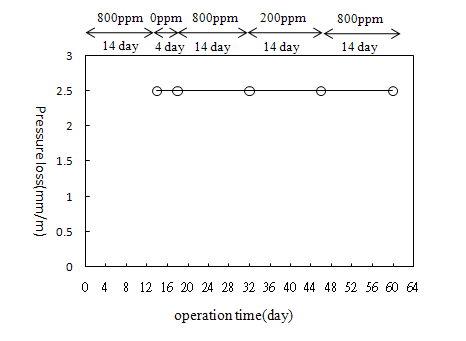 800ppm 0ppm 800ppm 200ppm 800ppm
14 day 4 day 14 day 14 day 14 day
3
2.5
2
1.5
1
0.5
0
Pressure loss(mm/m)
0 4 8 12 16 20 24 28 32 36 40 44 48 52 56 60 64
operation time(day)